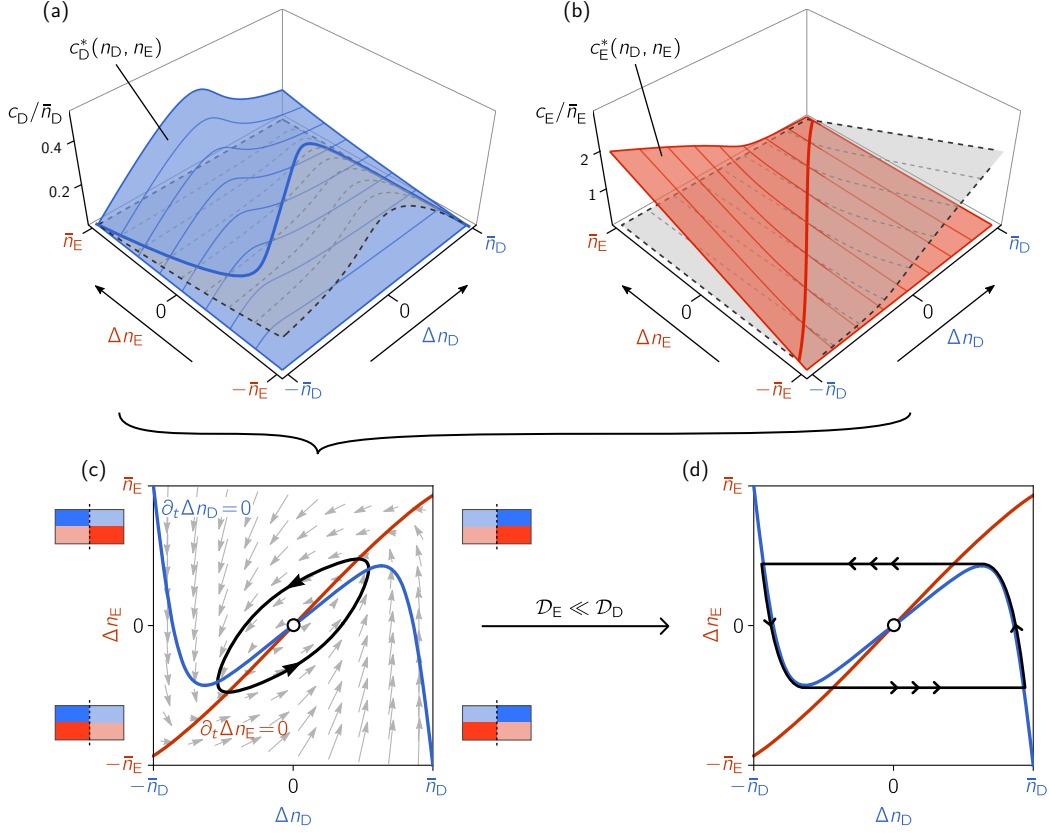 (a)
c*D(nD, nE)
cD/n̄D
0.4
0.2
n̄E
0
ΔnE
−n̄E
−n̄D
0
ΔnD
n̄D
(b)
c*E(nD, nE)
cE/n̄E
2
1
n̄E
0
ΔnE
−n̄E
−n̄D
0
ΔnD
n̄D
(c)
n̄E
∂tΔnD=0
ΔnE
0
∂tΔnE=0
−n̄E
−n̄D
0
n̄D
ΔnD
𝒟E ≪ 𝒟D
(d)
n̄E
ΔnE
0
−n̄E
−n̄D
0
n̄D
ΔnD